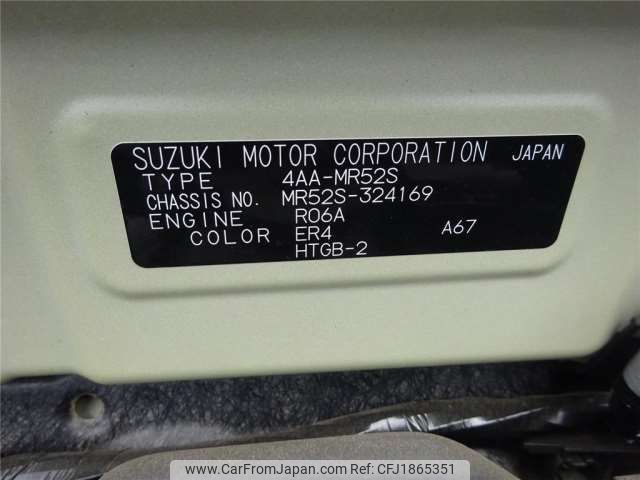 SUZUKI MOTOR CORPORATION JAPAN
TYPE 4AA-MR52S
CHASSIS NO. MR52S-324169
ENGINE R06A
COLOR ER4 A67
HTGB-2
www.CarFromJapan.com - CFJ1865351